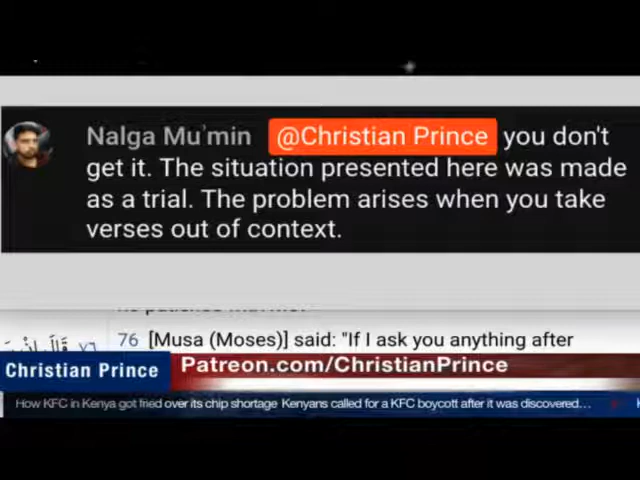 Nalga Mu'min @Christian Prince you don't
get it. The situation presented here was made
as a trial. The problem arises when you take
verses out of context.
76 [Musa (Moses)] said: "If I ask you anything after
Christian Prince Patreon.com/ChristianPrince
How KFC in Kenya got fried over its chip shortage Kenyans called for a KFC boycott after it was discovered...